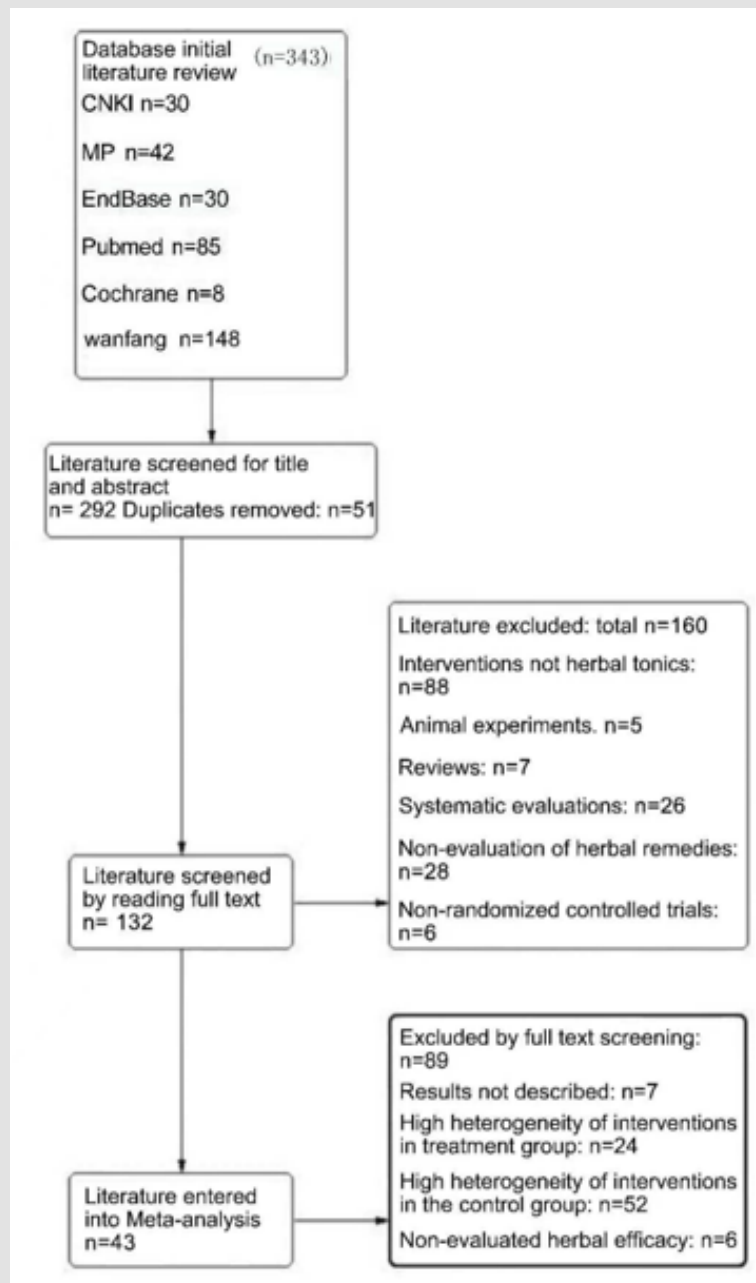 Database initial (n=343)
literature review
CNKI n=30
MP n=42
EndBase n=30
Pubmed n=85
Cochrane n=8
wanfang n=148
Literature screened for title
and abstract
n= 292 Duplicates removed: n=51
Literature excluded: total n=160
Interventions not herbal tonics:
n=88
Animal experiments. n=5
Reviews: n=7
Systematic evaluations: n=26
Non-evaluation of herbal remedies:
n=28
Non-randomized controlled trials:
n=6
Literature screened
by reading full text
n= 132
Excluded by full text screening:
n=89
Results not described: n=7
High heterogeneity of interventions
in treatment group: n=24
High heterogeneity of interventions
in the control group: n=52
Non-evaluated herbal efficacy: n=6
Literature entered
into Meta-analysis
n=43